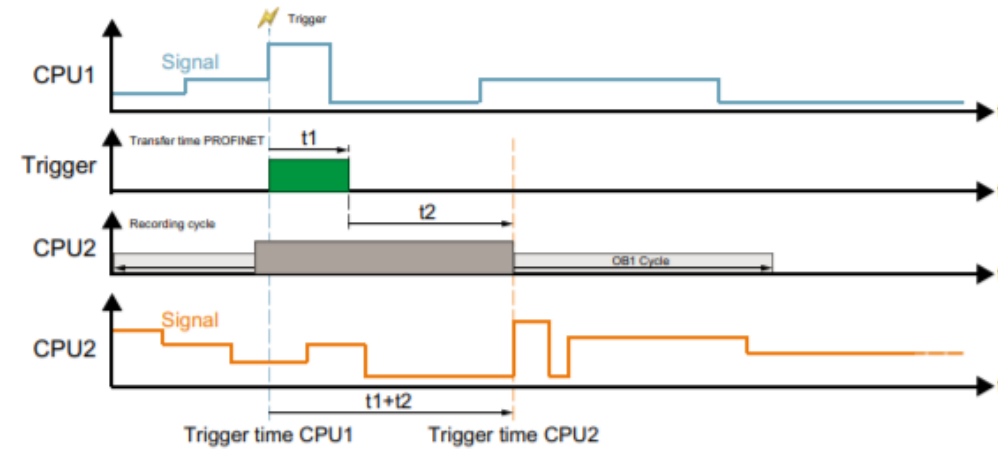 Trigger
CPU1
Signal
t
Transfer time PROFINET
t1
Trigger
t
t2
Recording cycle
CPU2
OB1 Cycle
t
Signal
CPU2
t
t1+t2
Trigger time CPU1
Trigger time CPU2